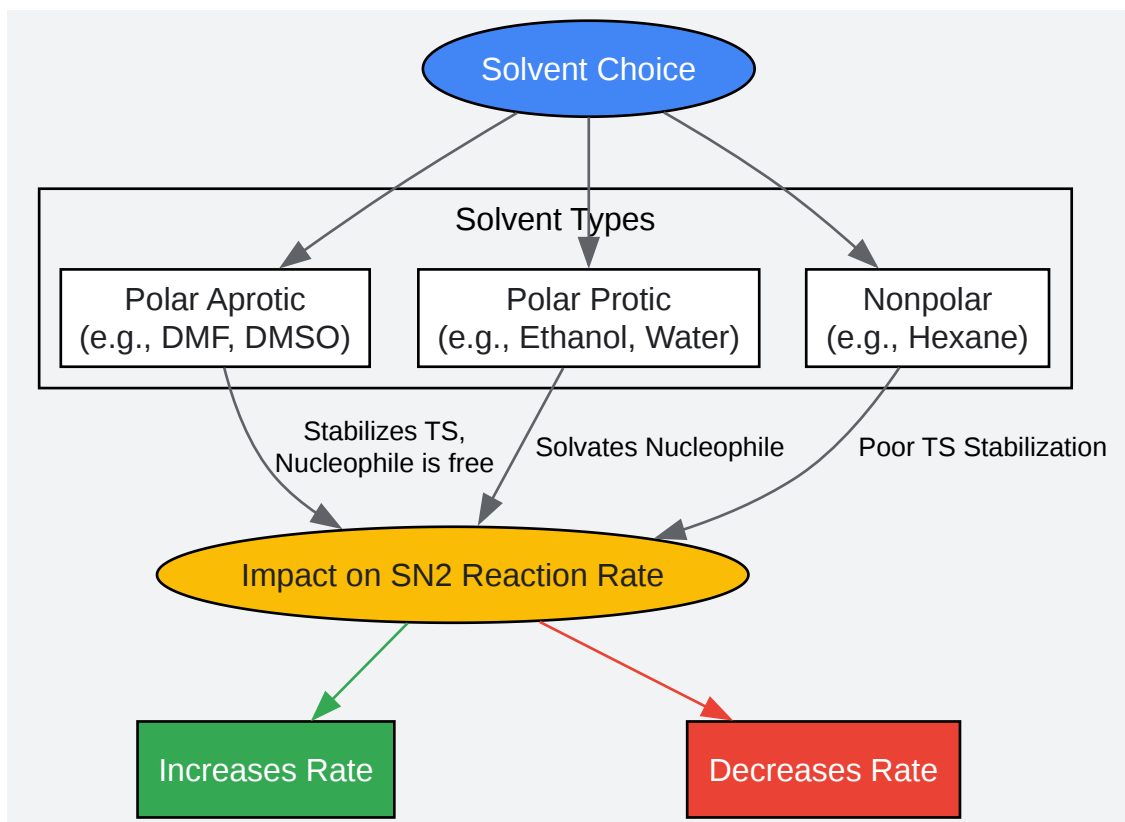 Solvent Choice
Solvent Types
Polar Aprotic
(e.g., DMF, DMSO)
Polar Protic
(e.g., Ethanol, Water)
Nonpolar
(e.g., Hexane)
Stabilizes TS,
Nucleophile is free
Solvates Nucleophile
Poor TS Stabilization
Impact on SN2 Reaction Rate
Increases Rate
Decreases Rate